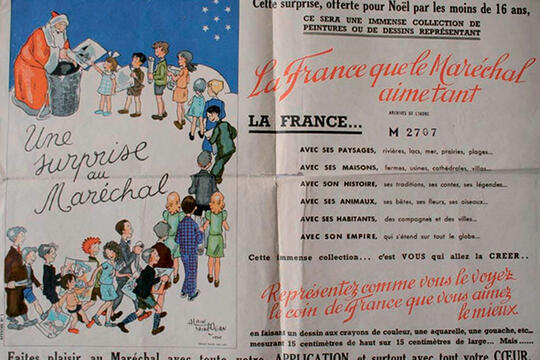 Une
surprise
au
Maréchal
Cette surprise, offerte pour Noël par les moins de 16 ans,
CE SERA UNE IMMENSE COLLECTION DE
PEINTURES OU DE DESSINS REPRÉSENTANT
La France que le Maréchal
aime tant
ARCHIVES DE L'INDRE
LA FRANCE...
M 2707
AVEC SES PAYSAGES, rivières, lacs, mer, prairies, plages...
AVEC SES MAISONS, fermes, usines, cathédrales, villas...
AVEC SON HISTOIRE, ses traditions, ses contes, ses légendes...
AVEC SES ANIMAUX, ses bêtes, ses fleurs, ses oiseaux...
AVEC SES HABITANTS, des campagnes et des villes...
AVEC SON EMPIRE, qui s'étend sur tout le globe...
Cette immense collection... c'est VOUS qui allez la CREER..
Représentez comme vous le voyez
le coin de France que vous aimez
le mieux
en faisant un dessin aux crayons de couleur, une aquarelle, une gouache, etc...
mesurant 15 centimètres de haut sur 15 centimètres de large... Mais......
Faites plaisir au Maréchal avec toute votre APPLICATION et surtout avec tout votre CŒUR.